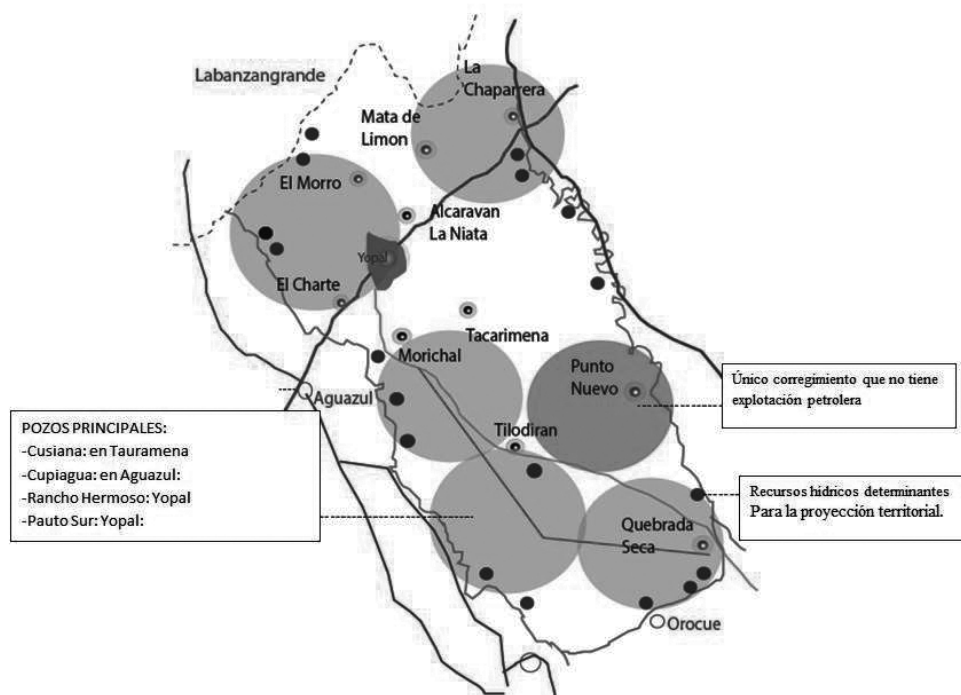 Labanzangrande
La
Chaparrera
Mata de
Limon
El Morro
Alcaravan
La Niata
Yopal
El Charte
Tacarimena
Morichal
Punto
Nuevo
Único corregimiento que no tiene
explotación petrolera
Aguazul
Tilodiran
POZOS PRINCIPALES:
-Cusiana: en Tauramena
-Cupiagua: en Aguazul:
-Rancho Hermoso: Yopal
-Pauto Sur: Yopal:
Recursos hídricos determinantes
Para la proyección territorial.
Quebrada
Seca
Orocue